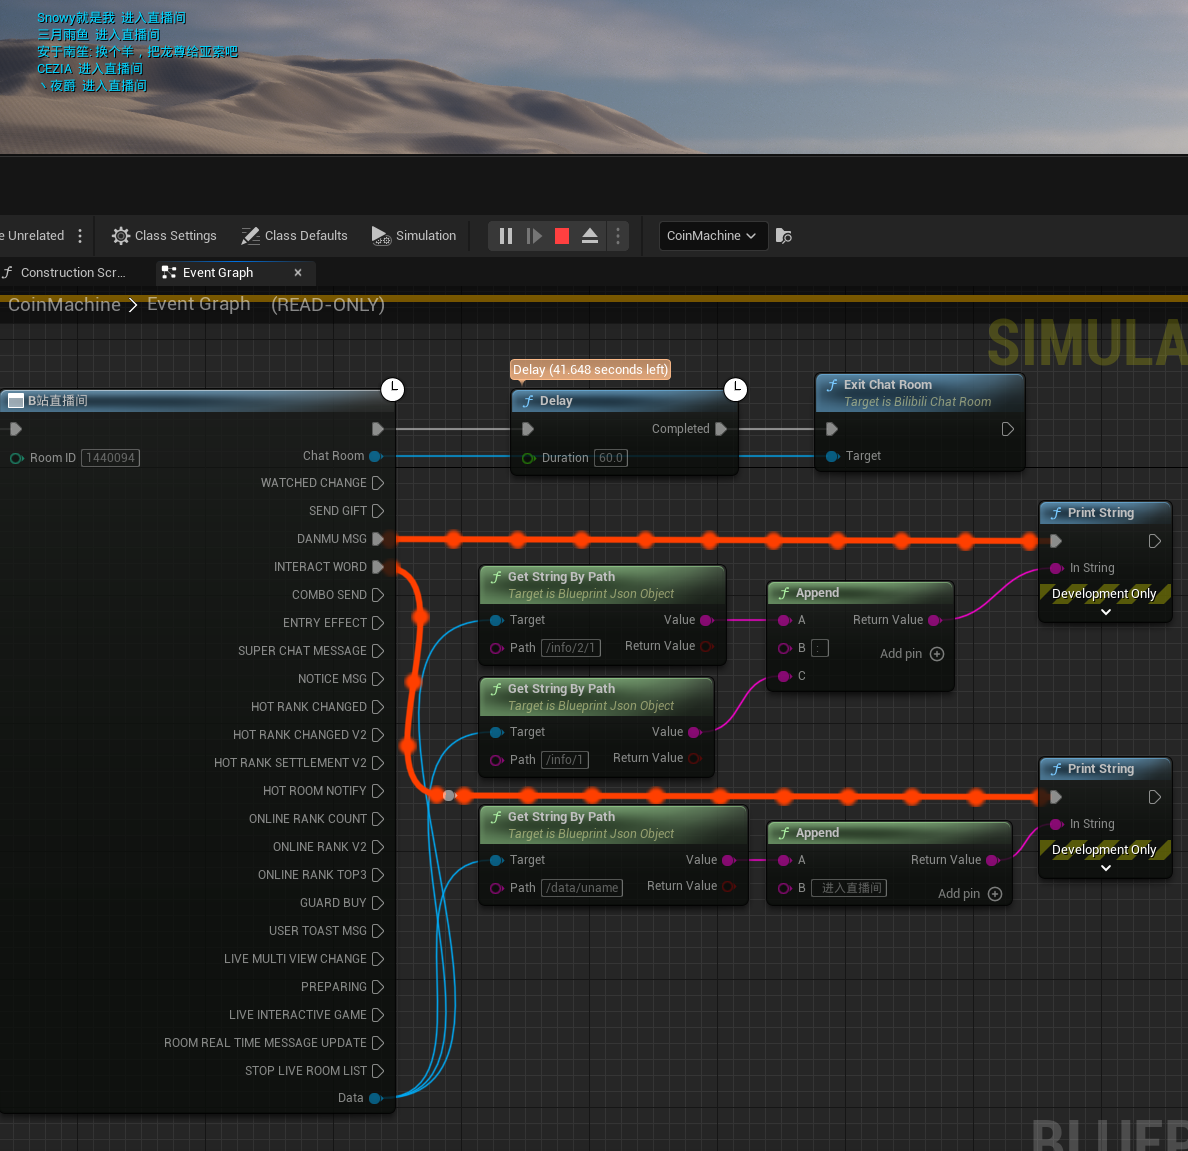 Snowy就是我 进入直播间
三月雨鱼 进入直播间
安于南笙: 换个羊，把龙尊给亚索吧
CEZIA 进入直播间
丶夜爵 进入直播间
e Unrelated
Class Settings
Class Defaults
Simulation
CoinMachine
Construction Scr...
Event Graph
CoinMachine > Event Graph (READ-ONLY)
SIMULA
B站直播间
Room ID 1440094
Chat Room
WATCHED CHANGE
SEND GIFT
DANMU MSG
INTERACT WORD
COMBO SEND
ENTRY EFFECT
SUPER CHAT MESSAGE
NOTICE MSG
HOT RANK CHANGED
HOT RANK CHANGED V2
HOT RANK SETTLEMENT V2
HOT ROOM NOTIFY
ONLINE RANK COUNT
ONLINE RANK V2
ONLINE RANK TOP3
GUARD BUY
USER TOAST MSG
LIVE MULTI VIEW CHANGE
PREPARING
LIVE INTERACTIVE GAME
ROOM REAL TIME MESSAGE UPDATE
STOP LIVE ROOM LIST
Data
Delay (41.648 seconds left)
Delay
Completed
Duration 60.0
Exit Chat Room
Target is Bilibili Chat Room
Target
Print String
In String
Development Only
Get String By Path
Target is Blueprint Json Object
Target Value
Path /info/2/1 Return Value
Append
A Return Value
B :
Add pin
C
Get String By Path
Target is Blueprint Json Object
Target Value
Path /info/1 Return Value
Print String
In String
Development Only
Get String By Path
Target is Blueprint Json Object
Target Value
Path /data/uname Return Value
Append
A Return Value
B 进入直播间
Add pin
BLUEP